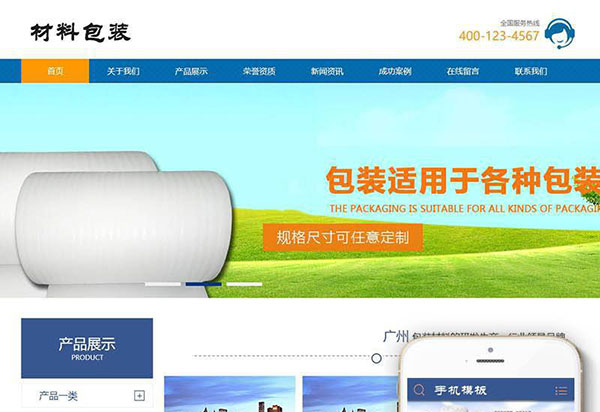 材料包装
全国服务热线
400-123-4567
首页 关于我们 产品展示 荣誉资质 新闻资讯 成功案例 在线留言 联系我们
包装适用于各种包装
THE PACKAGING IS SUITABLE FOR ALL KINDS OF PACKAGI
规格尺寸可任意定制
产品展示
PRODUCT
产品一类
广州
手机模板